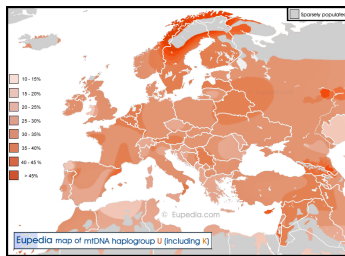 Sparsely populated
10 - 15%
15 - 20%
20 - 25%
25 - 30%
30 - 35%
35 - 40%
40 - 45 %
> 45%
© Eupedia.com
Eupedia map of mtDNA haplogroup U (including K)